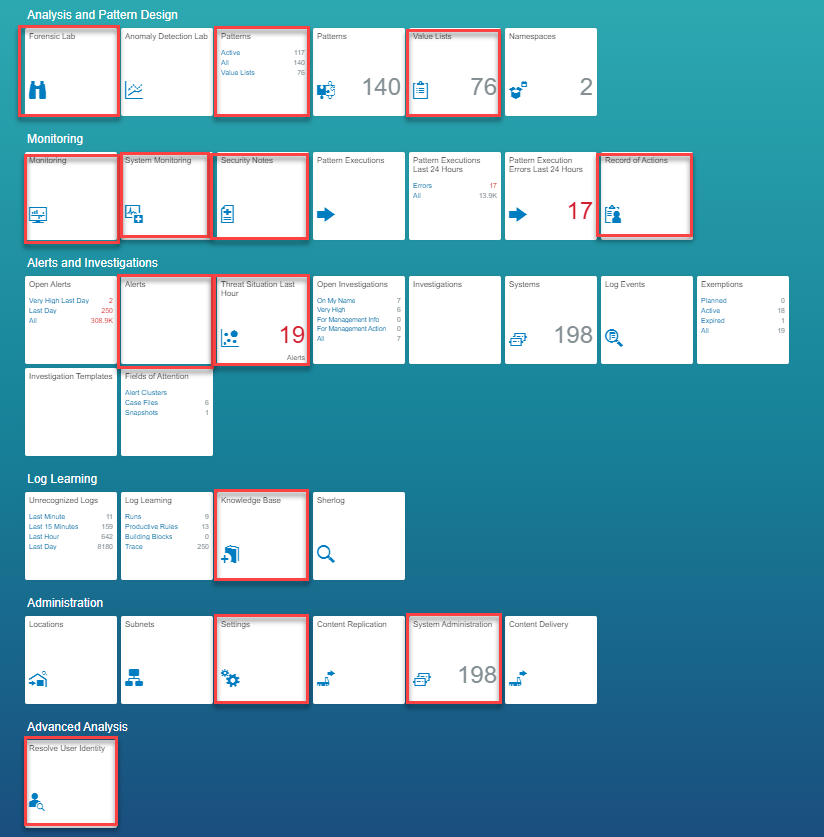 Analysis and Pattern Design
Forensic Lab
Anomaly Detection Lab
Patterns
Active 117
All 140
Value Lists 76
Patterns
140
Value Lists
76
Namespaces
2
Monitoring
Monitoring
System Monitoring
Security Notes
Pattern Executions
Pattern Executions
Last 24 Hours
Errors 17
All 13.9K
Pattern Execution
Errors Last 24 Hours
17
Record of Actions
Alerts and Investigations
Open Alerts
Very High Last Day 2
Last Day 250
All 308.9K
Alerts
Threat Situation Last
Hour
19
Alerts
Open Investigations
On My Name 7
Very High 6
For Management Info 0
For Management Action 0
All 7
Investigations
Systems
198
Log Events
Exemptions
Planned 0
Active 18
Expired 1
All 19
Investigation Templates
Fields of Attention
Alert Clusters
Case Files 6
Snapshots 1
Log Learning
Unrecognized Logs
Last Minute 11
Last 15 Minutes 159
Last Hour 642
Last Day 8180
Log Learning
Runs 9
Productive Rules 13
Building Blocks 0
Trace 250
Knowledge Base
Sherlog
Administration
Locations
Subnets
Settings
Content Replication
System Administration
198
Content Delivery
Advanced Analysis
Resolve User Identity